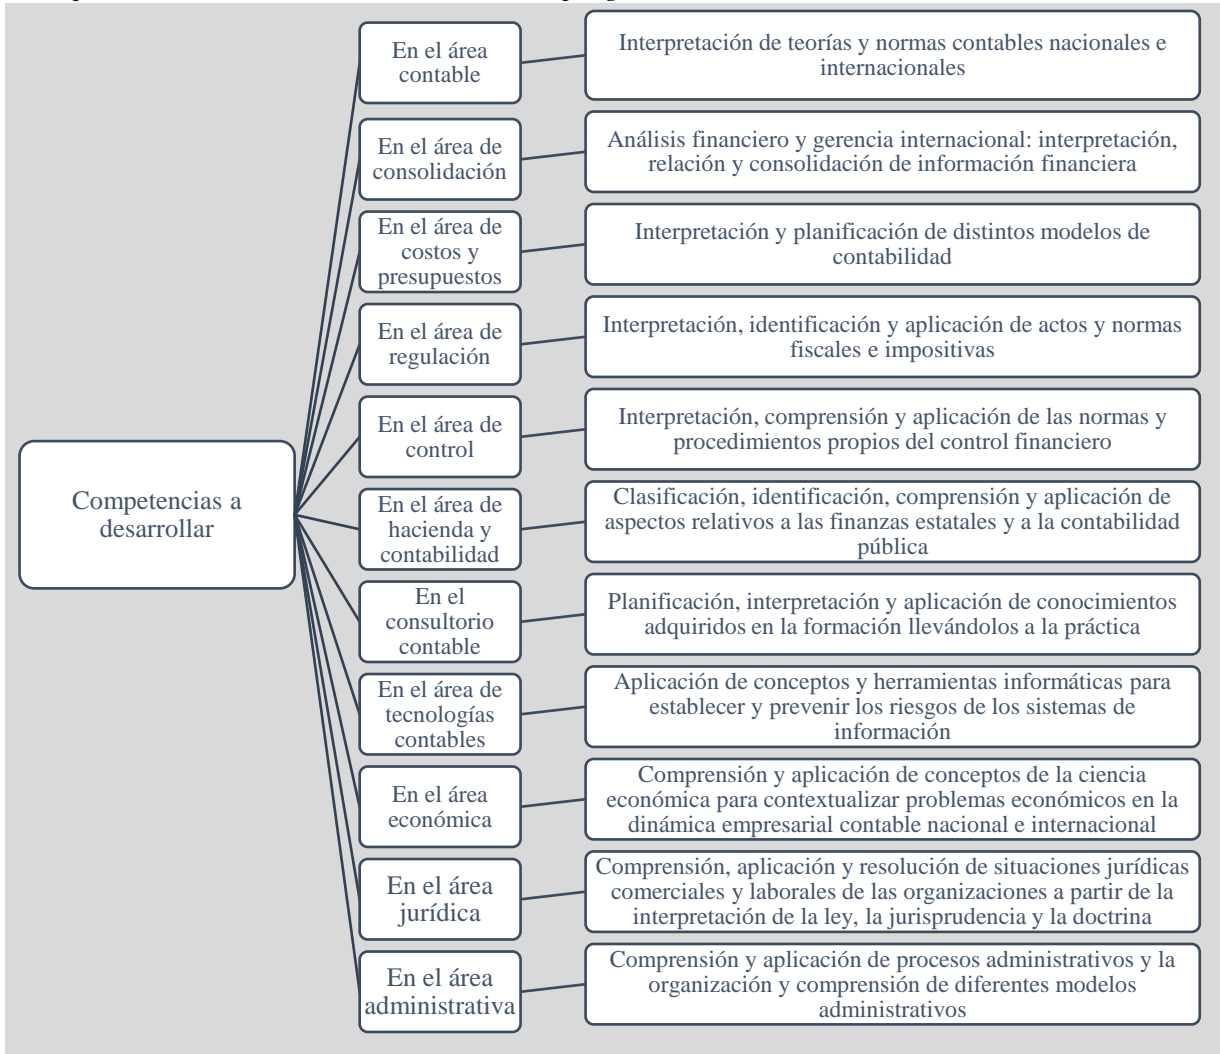 Competencias a
desarrollar
En el área
contable
Interpretación de teorías y normas contables nacionales e
internacionales
En el área de
consolidación
Análisis financiero y gerencia internacional: interpretación,
relación y consolidación de información financiera
En el área de
costos y
presupuestos
Interpretación y planificación de distintos modelos de
contabilidad
En el área de
regulación
Interpretación, identificación y aplicación de actos y normas
fiscales e impositivas
En el área de
control
Interpretación, comprensión y aplicación de las normas y
procedimientos propios del control financiero
En el área de
hacienda y
contabilidad
Clasificación, identificación, comprensión y aplicación de
aspectos relativos a las finanzas estatales y a la contabilidad
pública
En el
consultorio
contable
Planificación, interpretación y aplicación de conocimientos
adquiridos en la formación llevándolos a la práctica
En el área de
tecnologías
contables
Aplicación de conceptos y herramientas informáticas para
establecer y prevenir los riesgos de los sistemas de
información
En el área
económica
Comprensión y aplicación de conceptos de la ciencia
económica para contextualizar problemas económicos en la
dinámica empresarial contable nacional e internacional
En el área
jurídica
Comprensión, aplicación y resolución de situaciones jurídicas
comerciales y laborales de las organizaciones a partir de la
interpretación de la ley, la jurisprudencia y la doctrina
En el área
administrativa
Comprensión y aplicación de procesos administrativos y la
organización y comprensión de diferentes modelos
administrativos